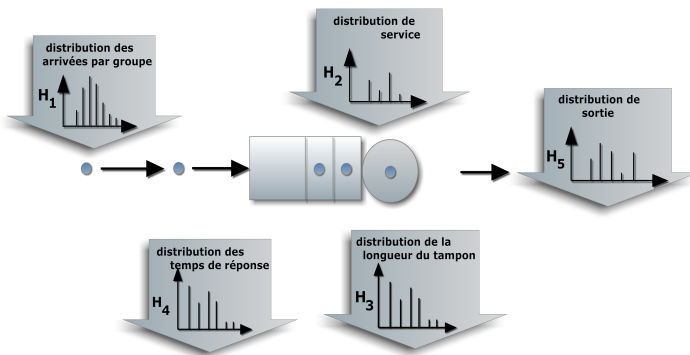 distribution des
arrivées par groupe
H1
distribution de
service
H2
distribution de
sortie
H5
distribution des
temps de réponse
H4
distribution de la
longueur du tampon
H3